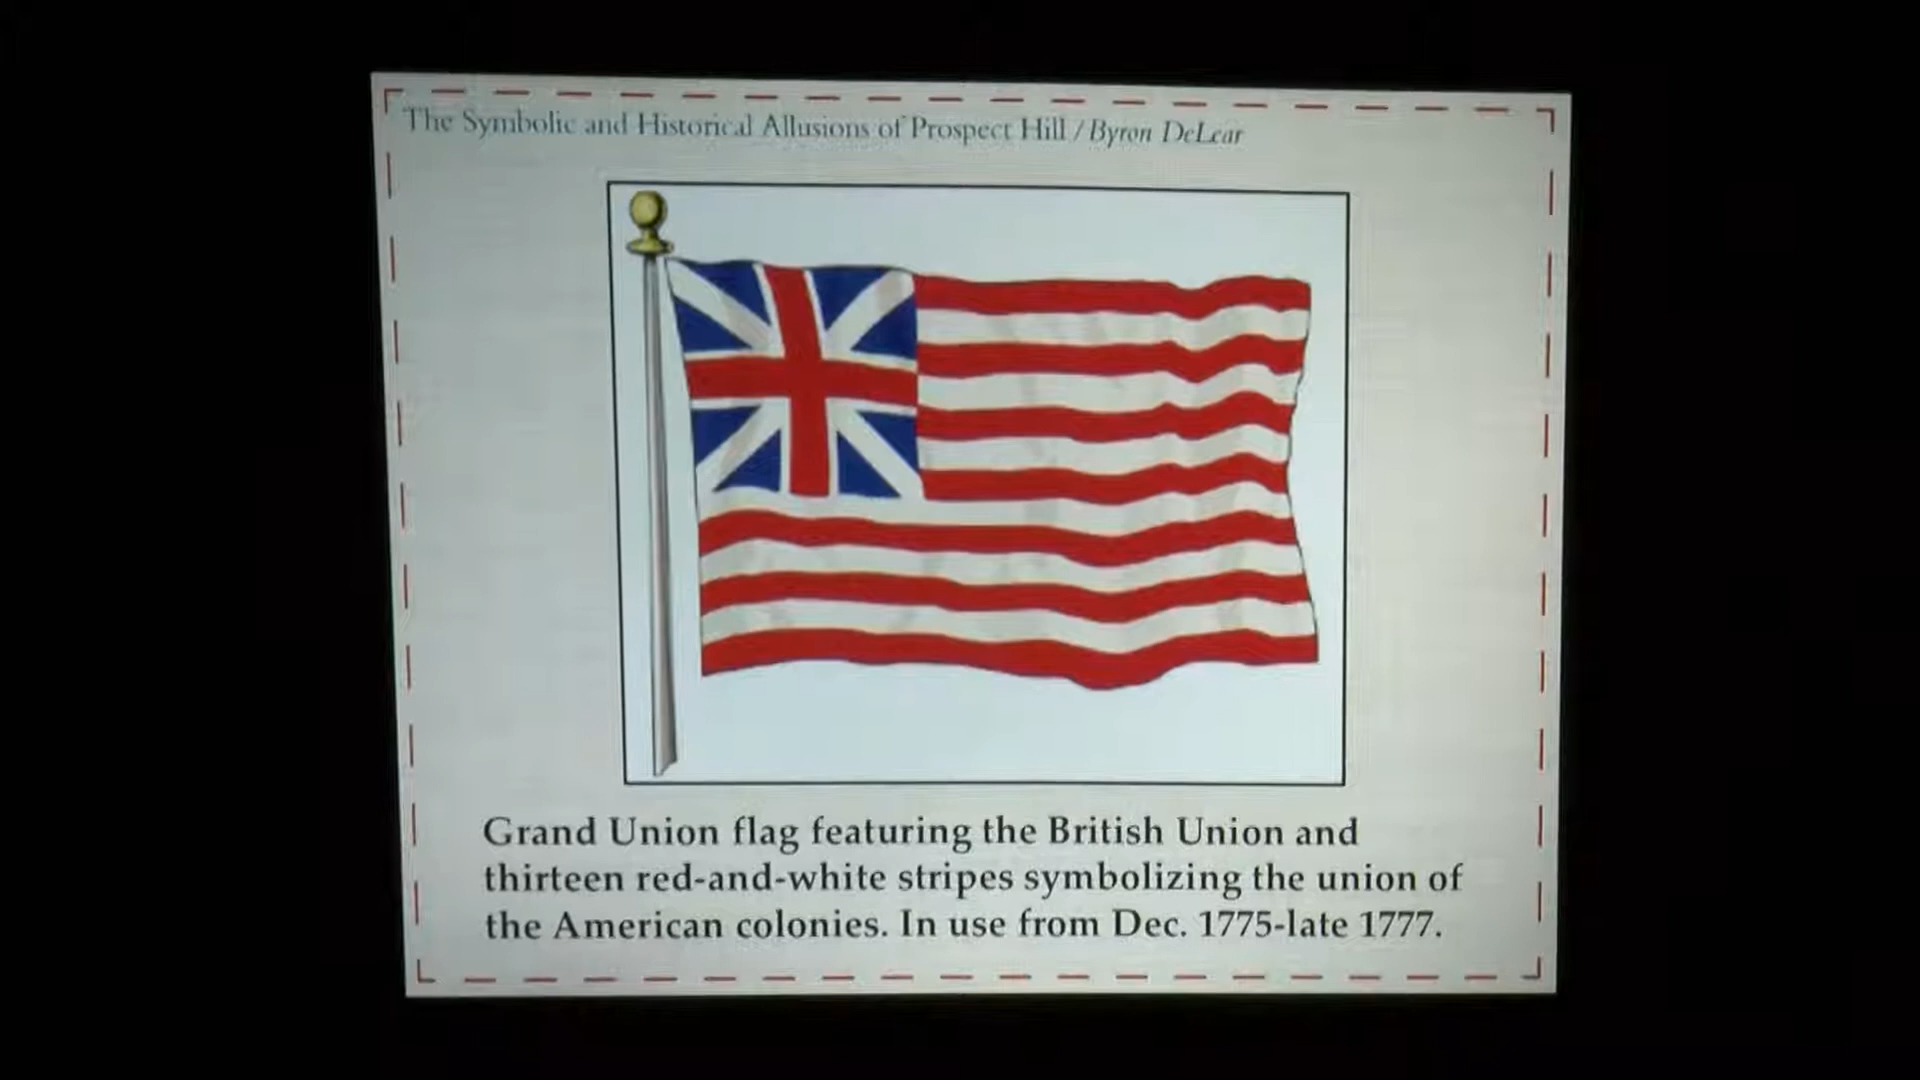 The Symbolic and Historical Allusions of Prospect Hill / Byron DeLear
Grand Union flag featuring the British Union and
thirteen red-and-white stripes symbolizing the union of
the American colonies. In use from Dec. 1775-late 1777.